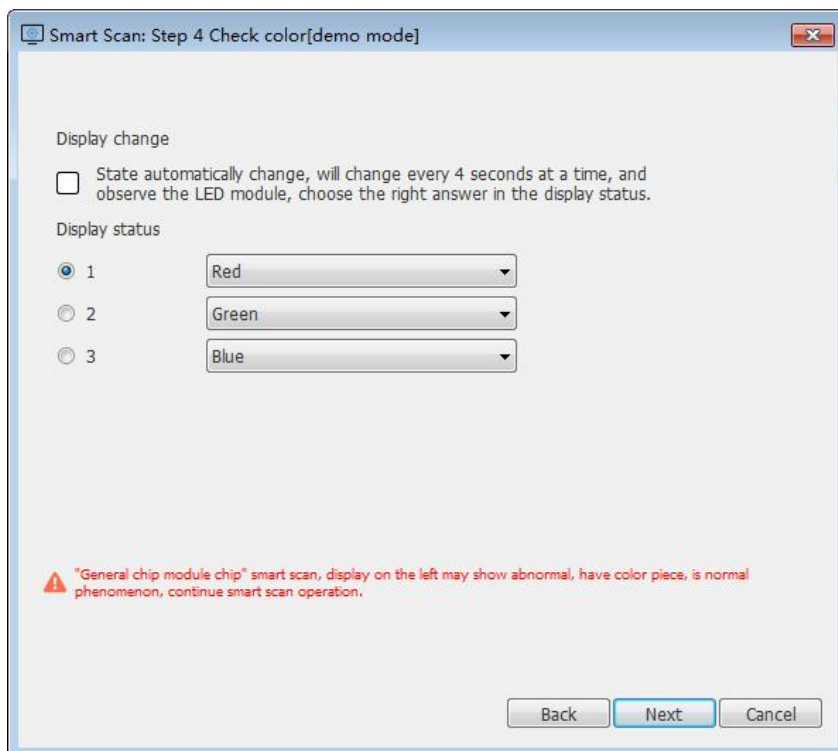 Smart Scan: Step 4 Check color[demo mode]
Display change
State automatically change, will change every 4 seconds at a time, and
observe the LED module, choose the right answer in the display status.
Display status
1 Red
2 Green
3 Blue
"General chip module chip" smart scan, display on the left may show abnormal, have color piece, is normal
phenomenon, continue smart scan operation.
Back Next Cancel